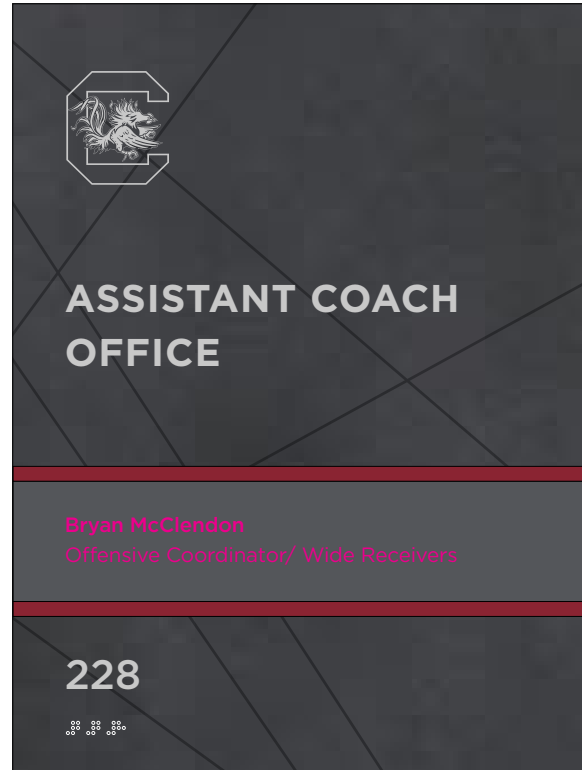 ASSISTANT COACH
OFFICE
Bryan McClendon
Offensive Coordinator/ Wide Receivers
228